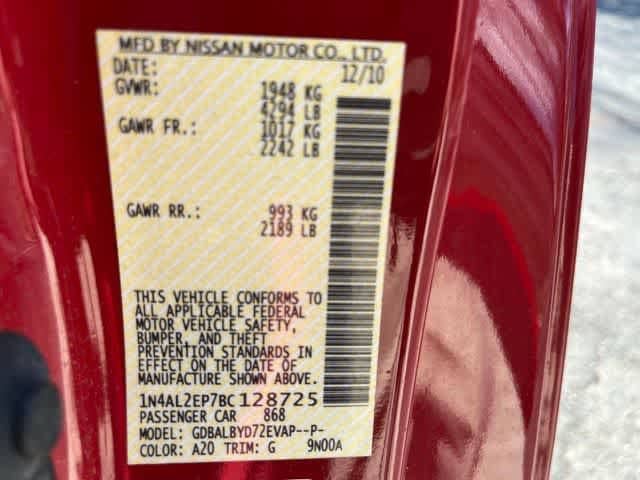 MFD BY NISSAN MOTOR CO., LTD.
DATE: 12/10
GVWR: 1948 KG
4294 LB
GAWR FR.: 1017 KG
2242 LB
GAWR RR.: 993 KG
2189 LB
THIS VEHICLE CONFORMS TO
ALL APPLICABLE FEDERAL
MOTOR VEHICLE SAFETY,
BUMPER, AND THEFT
PREVENTION STANDARDS IN
EFFECT ON THE DATE OF
MANUFACTURE SHOWN ABOVE.
1N4AL2EP7BC 128725
PASSENGER CAR 868
MODEL: GDBALBYD72EVAP--P-
COLOR: A20 TRIM: G 9N00A